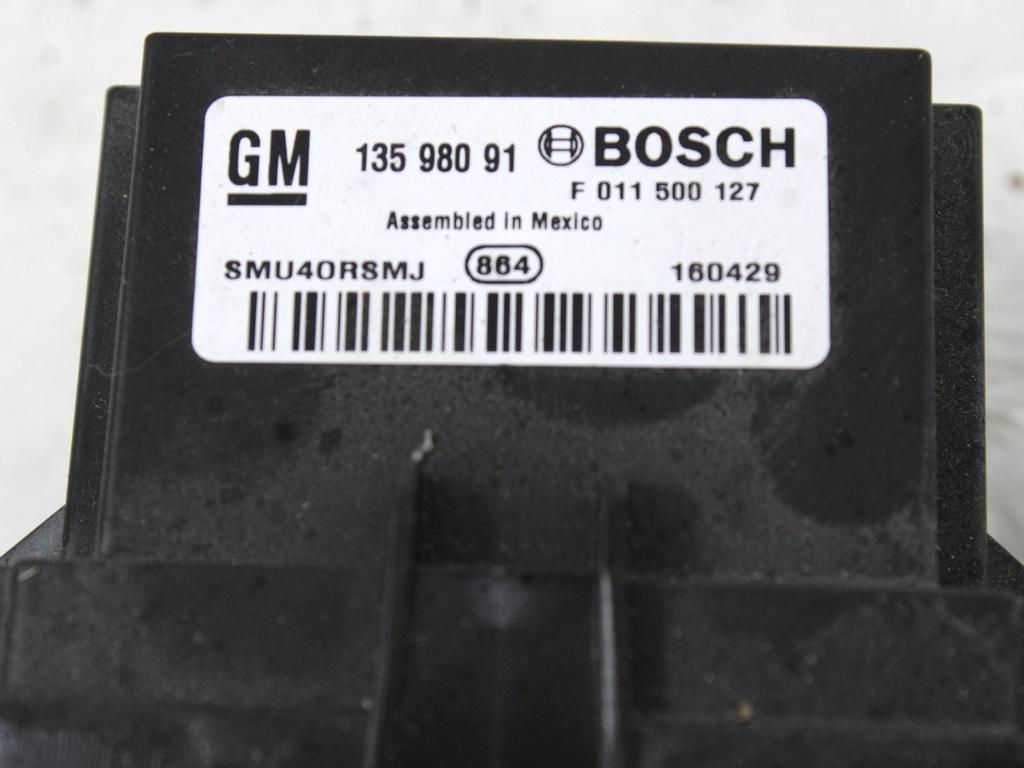 GM 135 980 91 BOSCH
F 011 500 127
Assembled in Mexico
SMU40RSMJ 864 160429